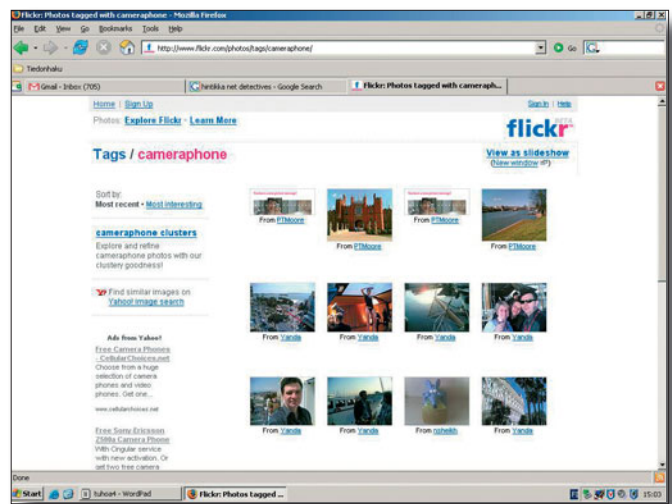 Flickr: Photos tagged with cameraphone - Mozilla Firefox
File Edit View Go Bookmarks Tools Help
http://www.flickr.com/photos/tags/cameraphone/
Go
Tiedonhaku
Gmail - Inbox (705)
hintikka net detectives - Google Search
Flickr: Photos tagged with cameraph...
Home | Sign Up
Sign In | Help
Photos: Explore Flickr · Learn More
flickr BETA
Tags / cameraphone
View as slideshow
(New window)
Sort by:
Most recent • Most interesting
cameraphone clusters
Explore and refine
cameraphone photos with our
clustery goodness!
Find similar images on
Yahoo! image search
Ads from Yahoo!
Free Camera Phones
- CellularChoices.net
Choose from a huge
selection of camera
phones and video
phones. Get one...
www.cellularchoices.net
Free Sony Ericsson
Z500a Camera Phone
With Cingular service
with new activation. Or
get two free camera
From PTMoore
From PTMoore
From PTMoore
From PTMoore
From Yanda
From Yanda
From Yanda
From Yanda
From Yanda
From Yanda
From nsheikh
From Yanda
Done
Start
tuhoa4 - WordPad
Flickr: Photos tagged ...
15:03